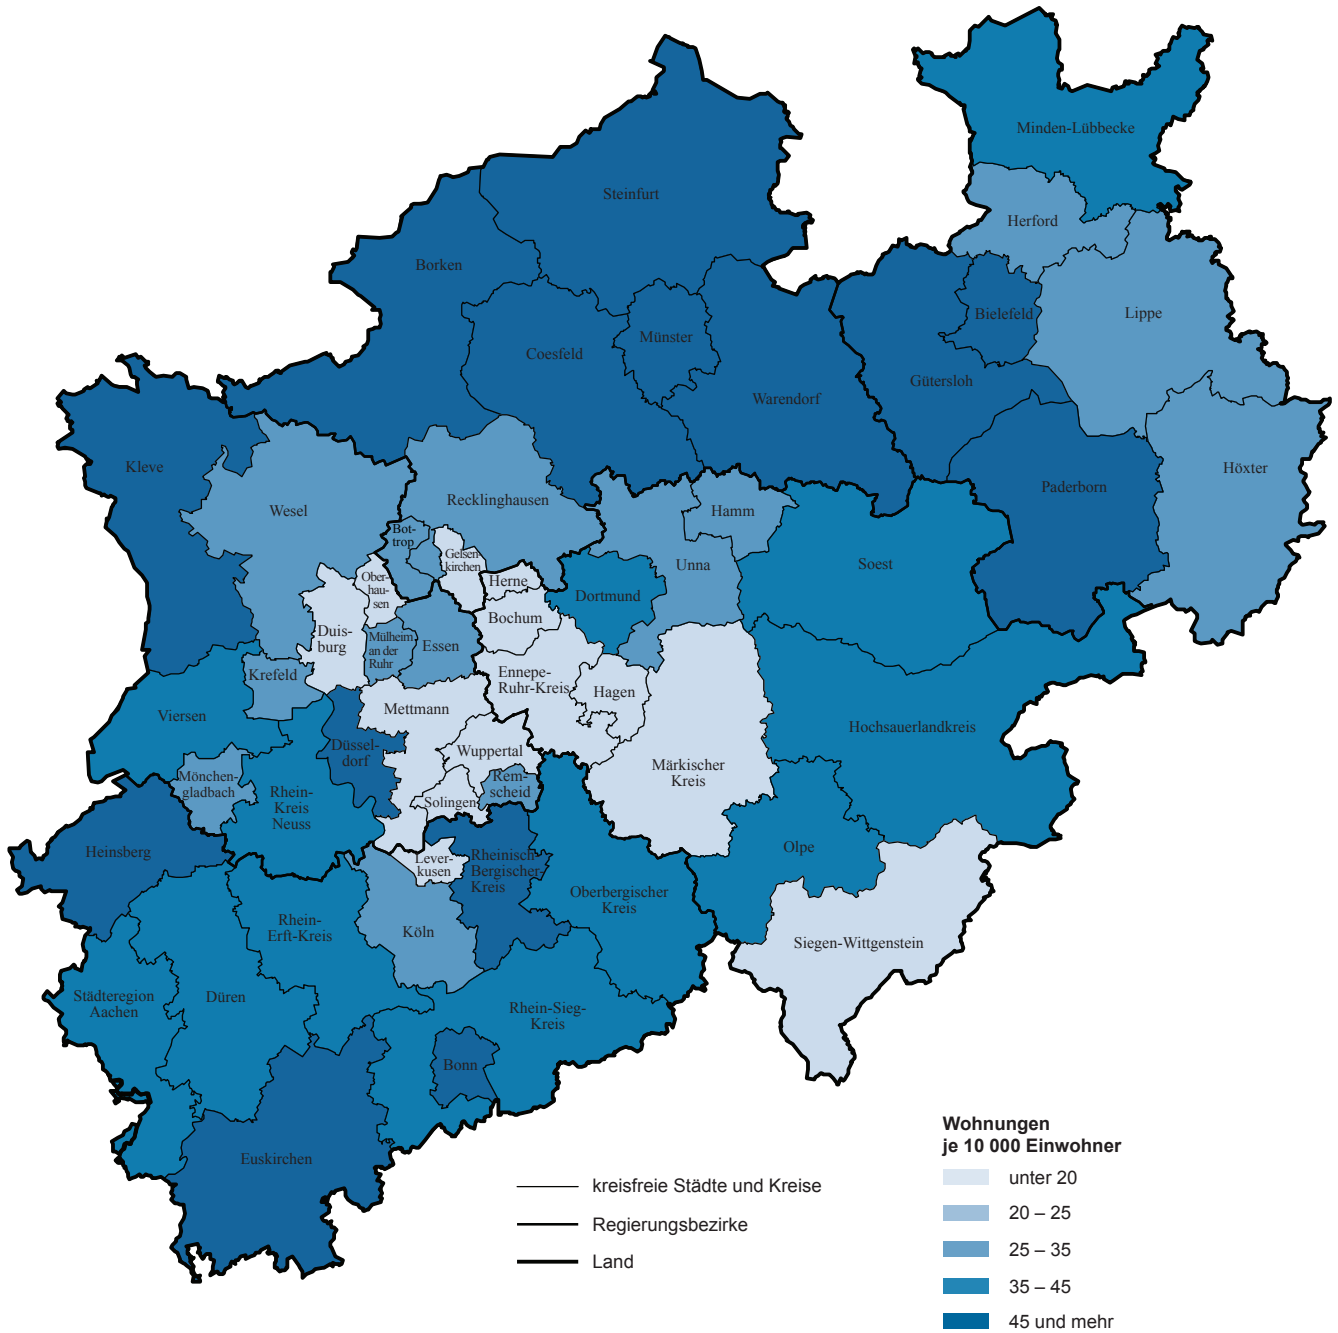 Minden-Lübbecke
Steinfurt
Herford
Borken
Bielefeld
Lippe
Münster
Coesfeld
Gütersloh
Warendorf
Kleve
Höxter
Paderborn
Recklinghausen
Wesel
Hamm
Bot-
trop
Gelsen-
kirchen
Unna
Soest
Ober-
hau-
sen
Herne
Dortmund
Bochum
Duis-
burg
Mülheim
an der
Ruhr
Essen
Krefeld
Ennepe-
Ruhr-Kreis
Hagen
Mettmann
Viersen
Hochsauerlandkreis
Düssel-
dorf
Wuppertal
Märkischer
Kreis
Mönchen-
gladbach
Rem-
scheid
Rhein-
Kreis
Neuss
Solingen
Heinsberg
Olpe
Lever-
kusen
Rheinisch-
Bergischer-
Kreis
Oberbergischer
Kreis
Rhein-
Erft-Kreis
Köln
Siegen-Wittgenstein
Städteregion
Aachen
Düren
Rhein-Sieg-
Kreis
Bonn
Euskirchen
kreisfreie Städte und Kreise
Regierungsbezirke
Land
Wohnungen
je 10 000 Einwohner
unter 20
20 – 25
25 – 35
35 – 45
45 und mehr